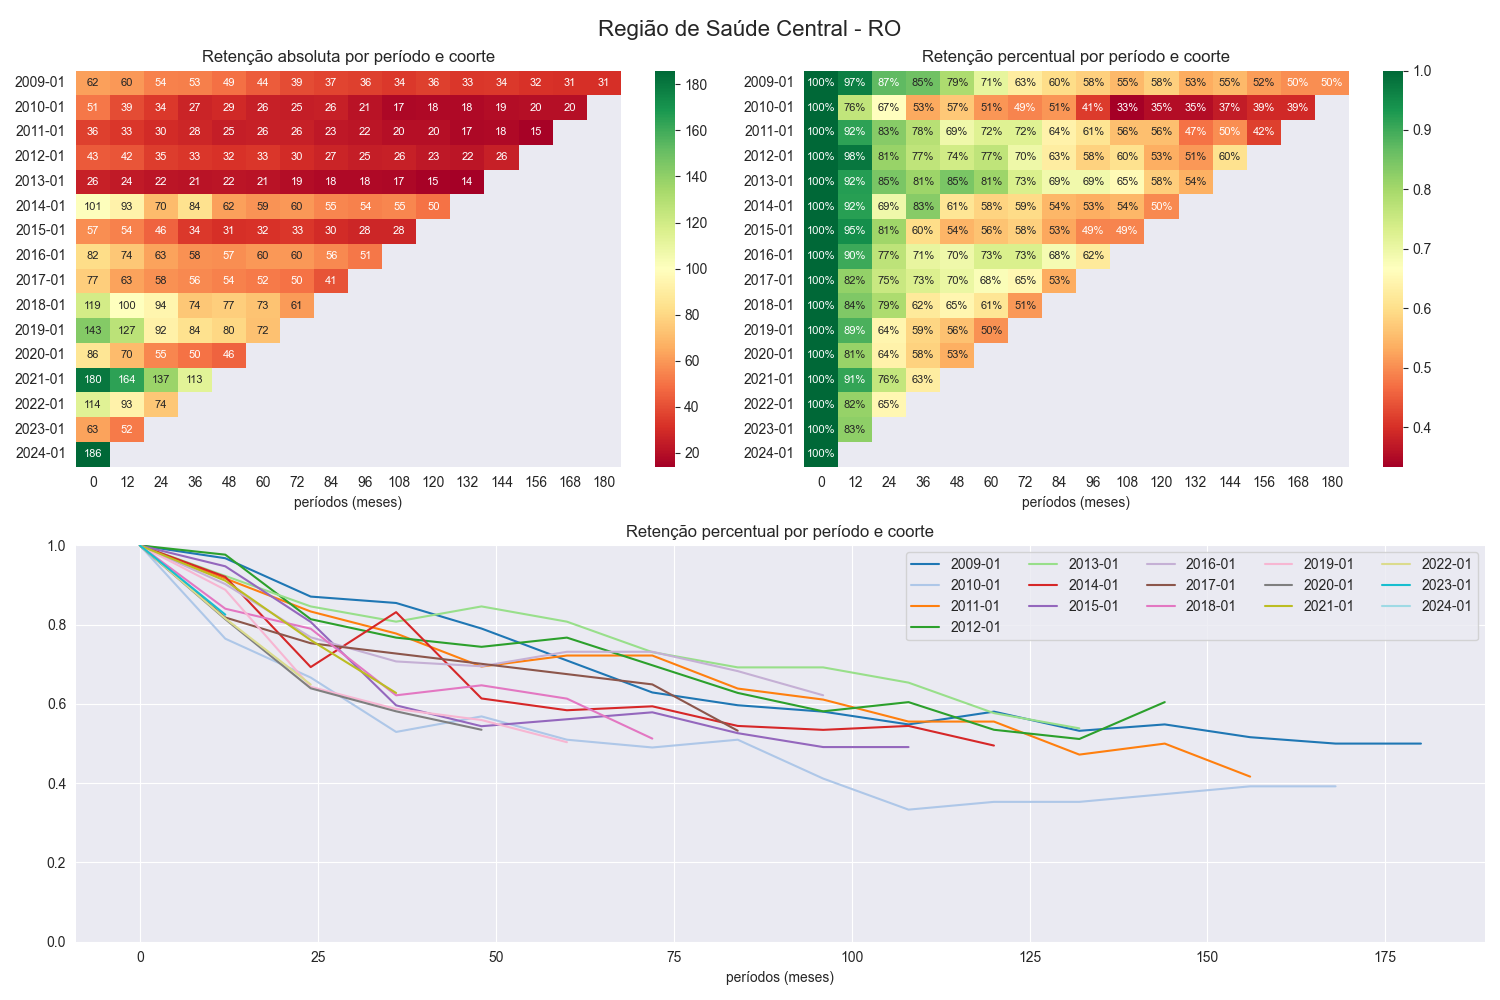 Região de Saúde Central - RO
Retenção absoluta por período e coorte
2009-01 62 60 54 53 49 44 39 37 36 34 36 33 34 32 31 31
2010-01 51 39 34 27 29 26 25 26 21 17 18 18 19 20 20
2011-01 36 33 30 28 25 26 26 23 22 20 20 17 18 15
2012-01 43 42 35 33 32 33 30 27 25 26 23 22 26
2013-01 26 24 22 21 22 21 19 18 18 17 15 14
2014-01 101 93 70 84 62 59 60 55 54 55 50
2015-01 57 54 46 34 31 32 33 30 28 28
2016-01 82 74 63 58 57 60 60 56 51
2017-01 77 63 58 56 54 52 50 41
2018-01 119 100 94 74 77 73 61
2019-01 143 127 92 84 80 72
2020-01 86 70 55 50 46
2021-01 180 164 137 113
2022-01 114 93 74
2023-01 63 52
2024-01 186
0 12 24 36 48 60 72 84 96 108 120 132 144 156 168 180
períodos (meses)
180
160
140
120
100
80
60
40
20
Retenção percentual por período e coorte
2009-01 100% 97% 87% 85% 79% 71% 63% 60% 58% 55% 58% 53% 55% 52% 50% 50%
2010-01 100% 76% 67% 53% 57% 51% 49% 51% 41% 33% 35% 35% 37% 39% 39%
2011-01 100% 92% 83% 78% 69% 72% 72% 64% 61% 56% 56% 47% 50% 42%
2012-01 100% 98% 81% 77% 74% 77% 70% 63% 58% 60% 53% 51% 60%
2013-01 100% 92% 85% 81% 85% 81% 73% 69% 69% 65% 58% 54%
2014-01 100% 92% 69% 83% 61% 58% 59% 54% 53% 54% 50%
2015-01 100% 95% 81% 60% 54% 56% 58% 53% 49% 49%
2016-01 100% 90% 77% 71% 70% 73% 73% 68% 62%
2017-01 100% 82% 75% 73% 70% 68% 65% 53%
2018-01 100% 84% 79% 62% 65% 61% 51%
2019-01 100% 89% 64% 59% 56% 50%
2020-01 100% 81% 64% 58% 53%
2021-01 100% 91% 76% 63%
2022-01 100% 82% 65%
2023-01 100% 83%
2024-01 100%
0 12 24 36 48 60 72 84 96 108 120 132 144 156 168 180
períodos (meses)
1.0
0.9
0.8
0.7
0.6
0.5
0.4
Retenção percentual por período e coorte
1.0
0.8
0.6
0.4
0.2
0.0
2009-01 2013-01 2016-01 2019-01 2022-01
2010-01 2014-01 2017-01 2020-01 2023-01
2011-01 2015-01 2018-01 2021-01 2024-01
2012-01
0 25 50 75 100 125 150 175
períodos (meses)